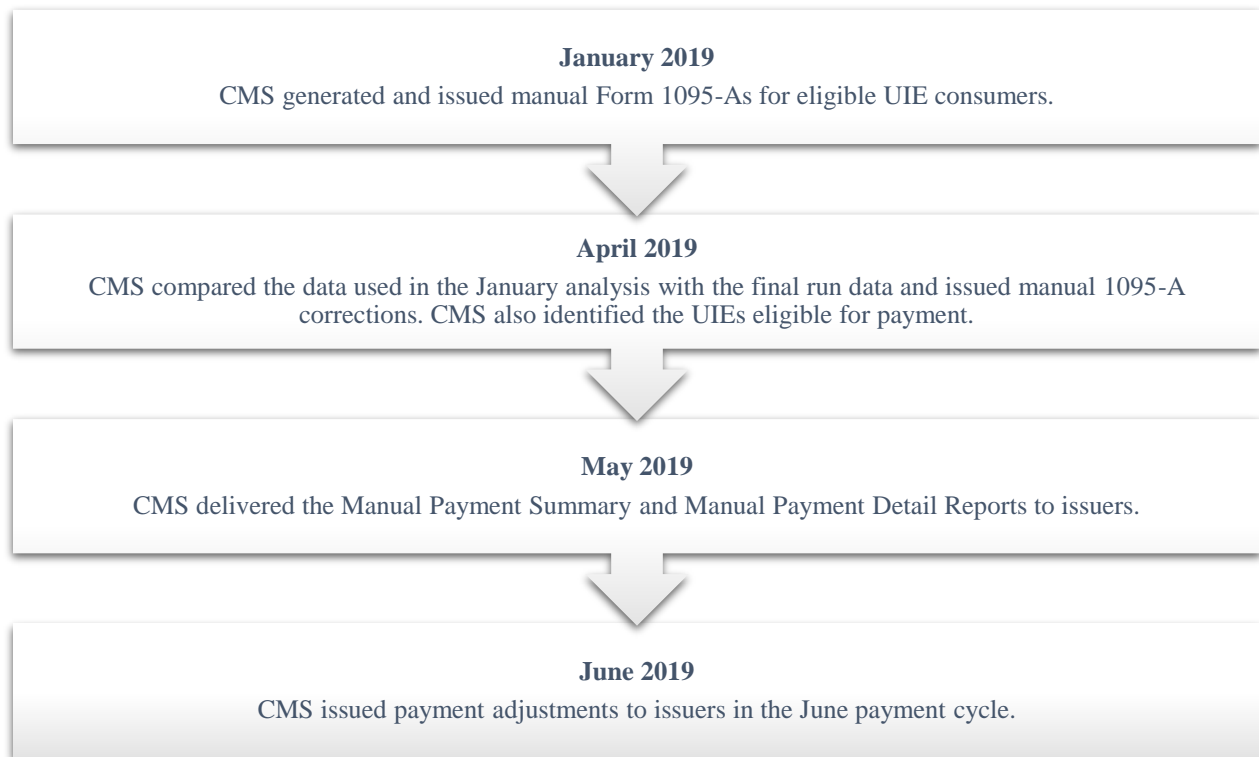 January 2019
CMS generated and issued manual Form 1095-As for eligible UIE consumers.
April 2019
CMS compared the data used in the January analysis with the final run data and issued manual 1095-A
corrections. CMS also identified the UIEs eligible for payment.
May 2019
CMS delivered the Manual Payment Summary and Manual Payment Detail Reports to issuers.
June 2019
CMS issued payment adjustments to issuers in the June payment cycle.